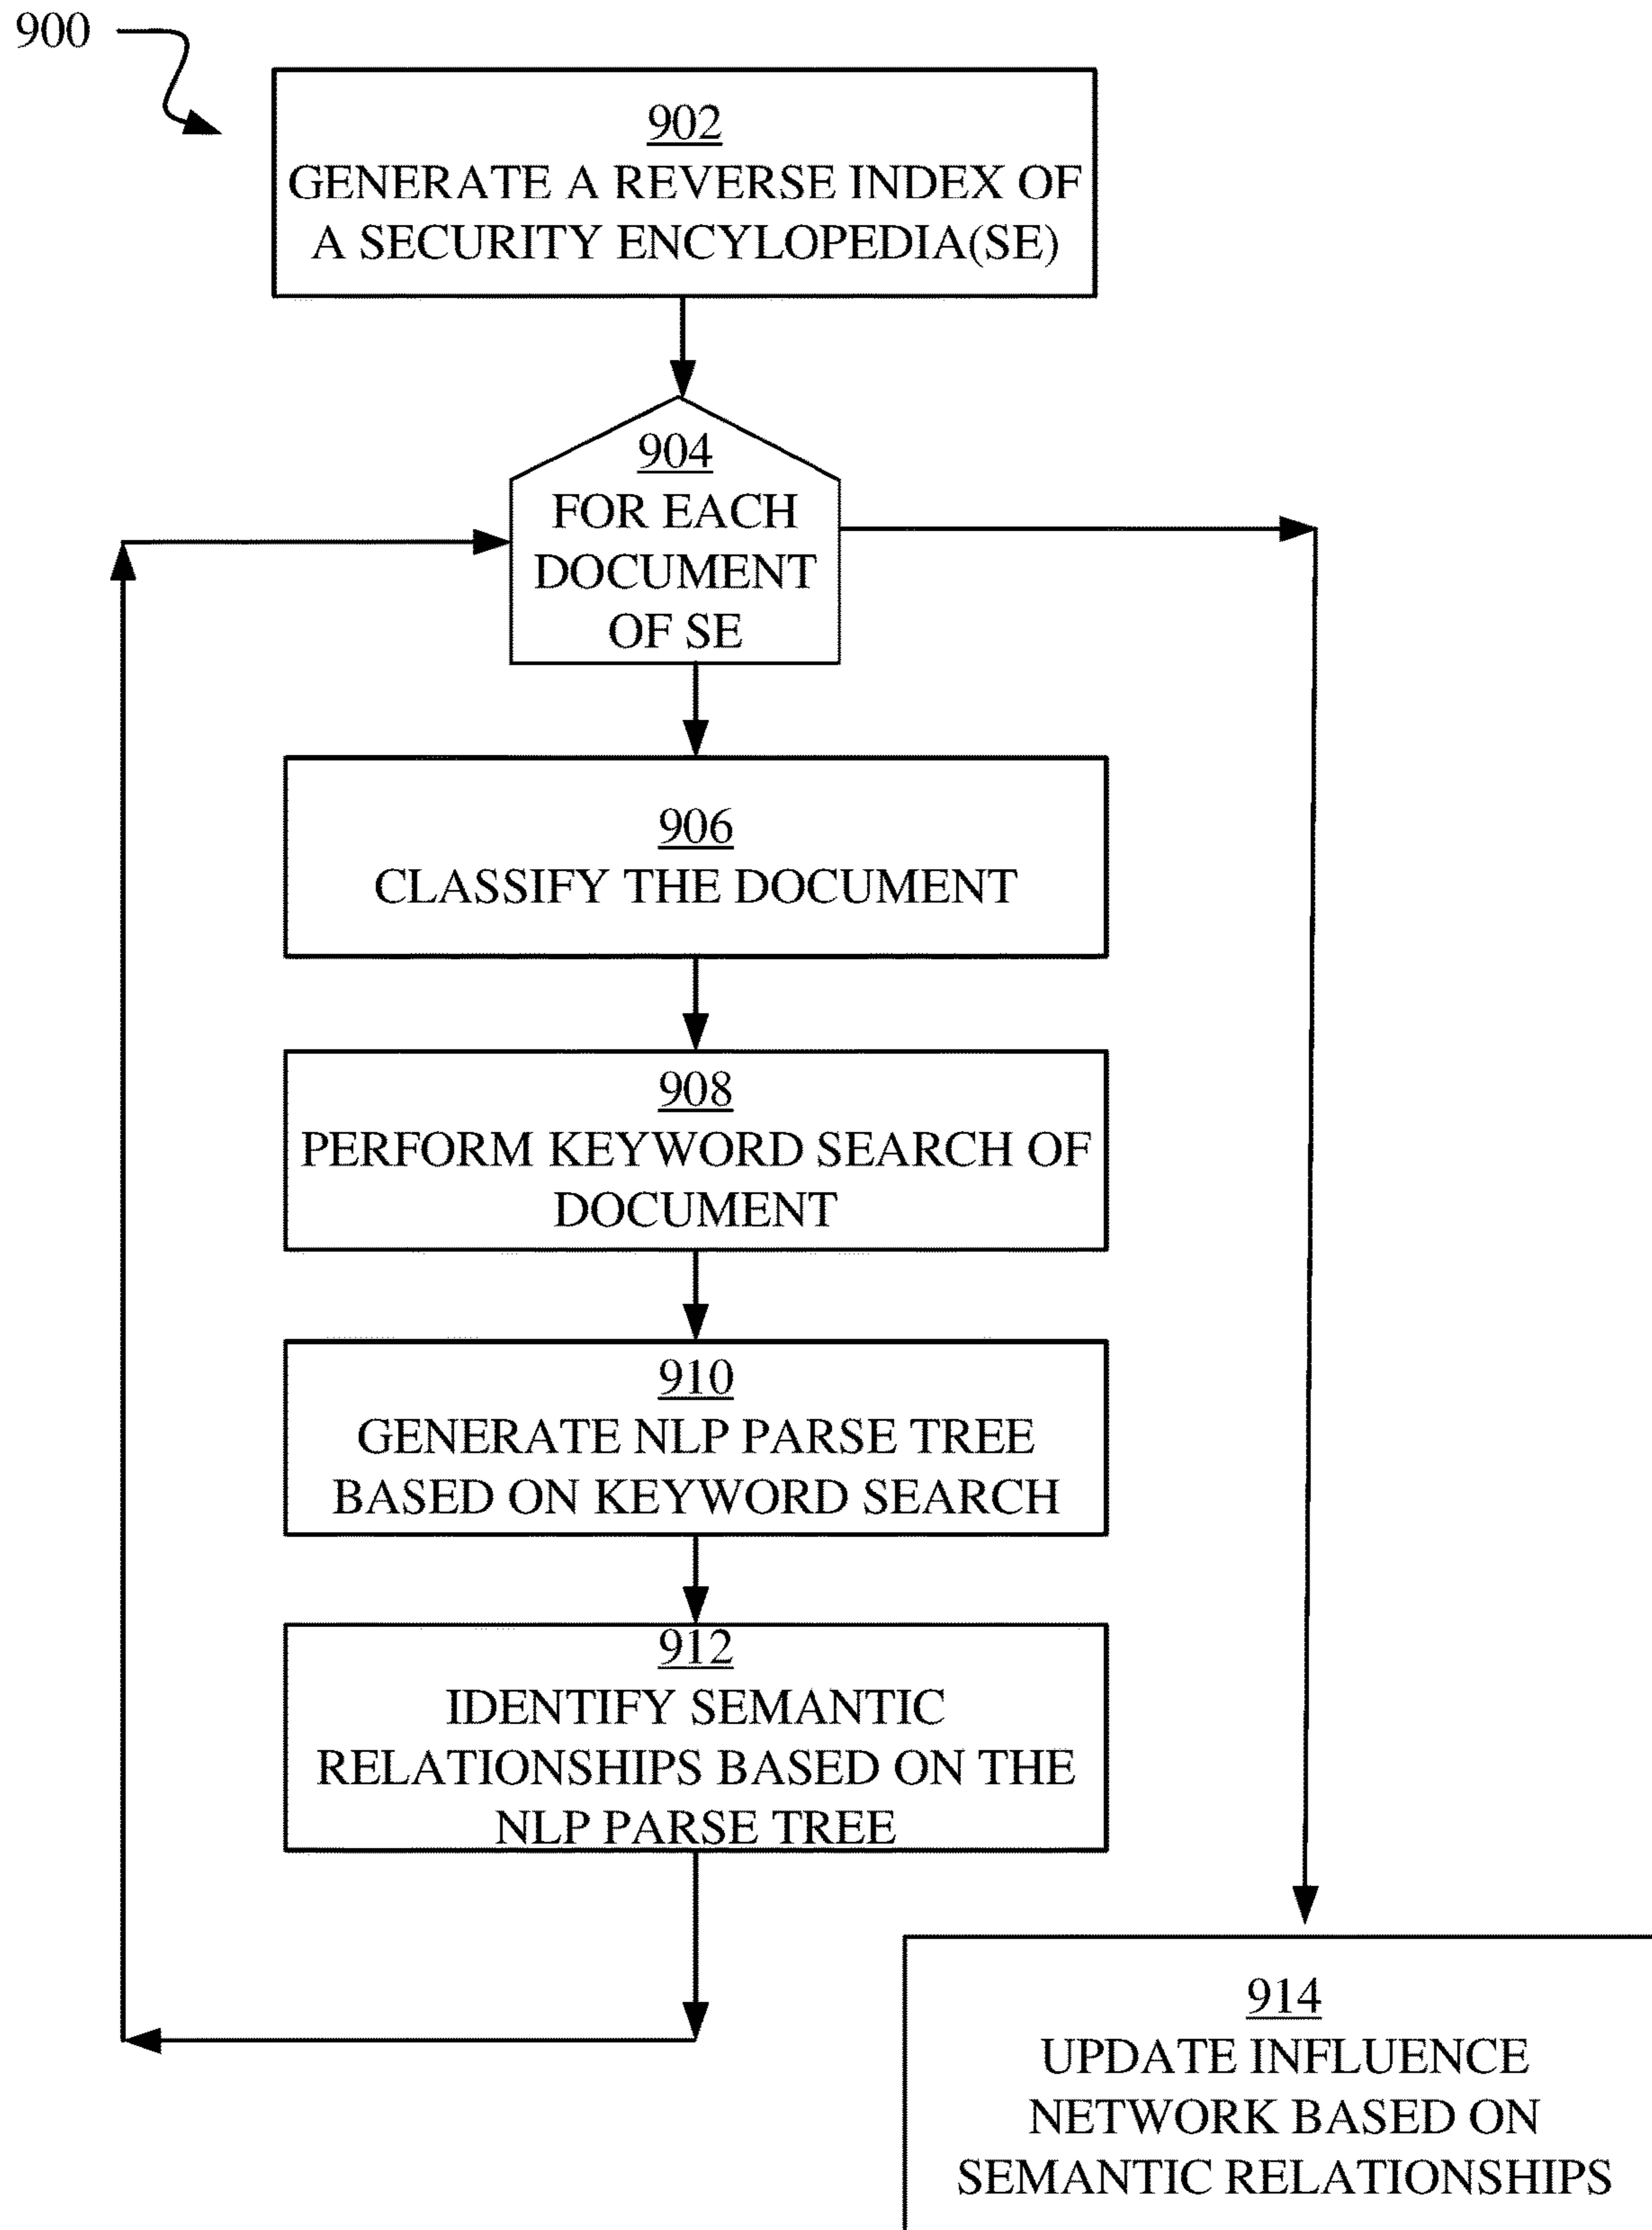 900
902
GENERATE A REVERSE INDEX OF
A SECURITY ENCYLOPEDIA(SE)
904
FOR EACH
DOCUMENT
OF SE
906
CLASSIFY THE DOCUMENT
908
PERFORM KEYWORD SEARCH OF
DOCUMENT
910
GENERATE NLP PARSE TREE
BASED ON KEYWORD SEARCH
912
IDENTIFY SEMANTIC
RELATIONSHIPS BASED ON THE
NLP PARSE TREE
914
UPDATE INFLUENCE
NETWORK BASED ON
SEMANTIC RELATIONSHIPS